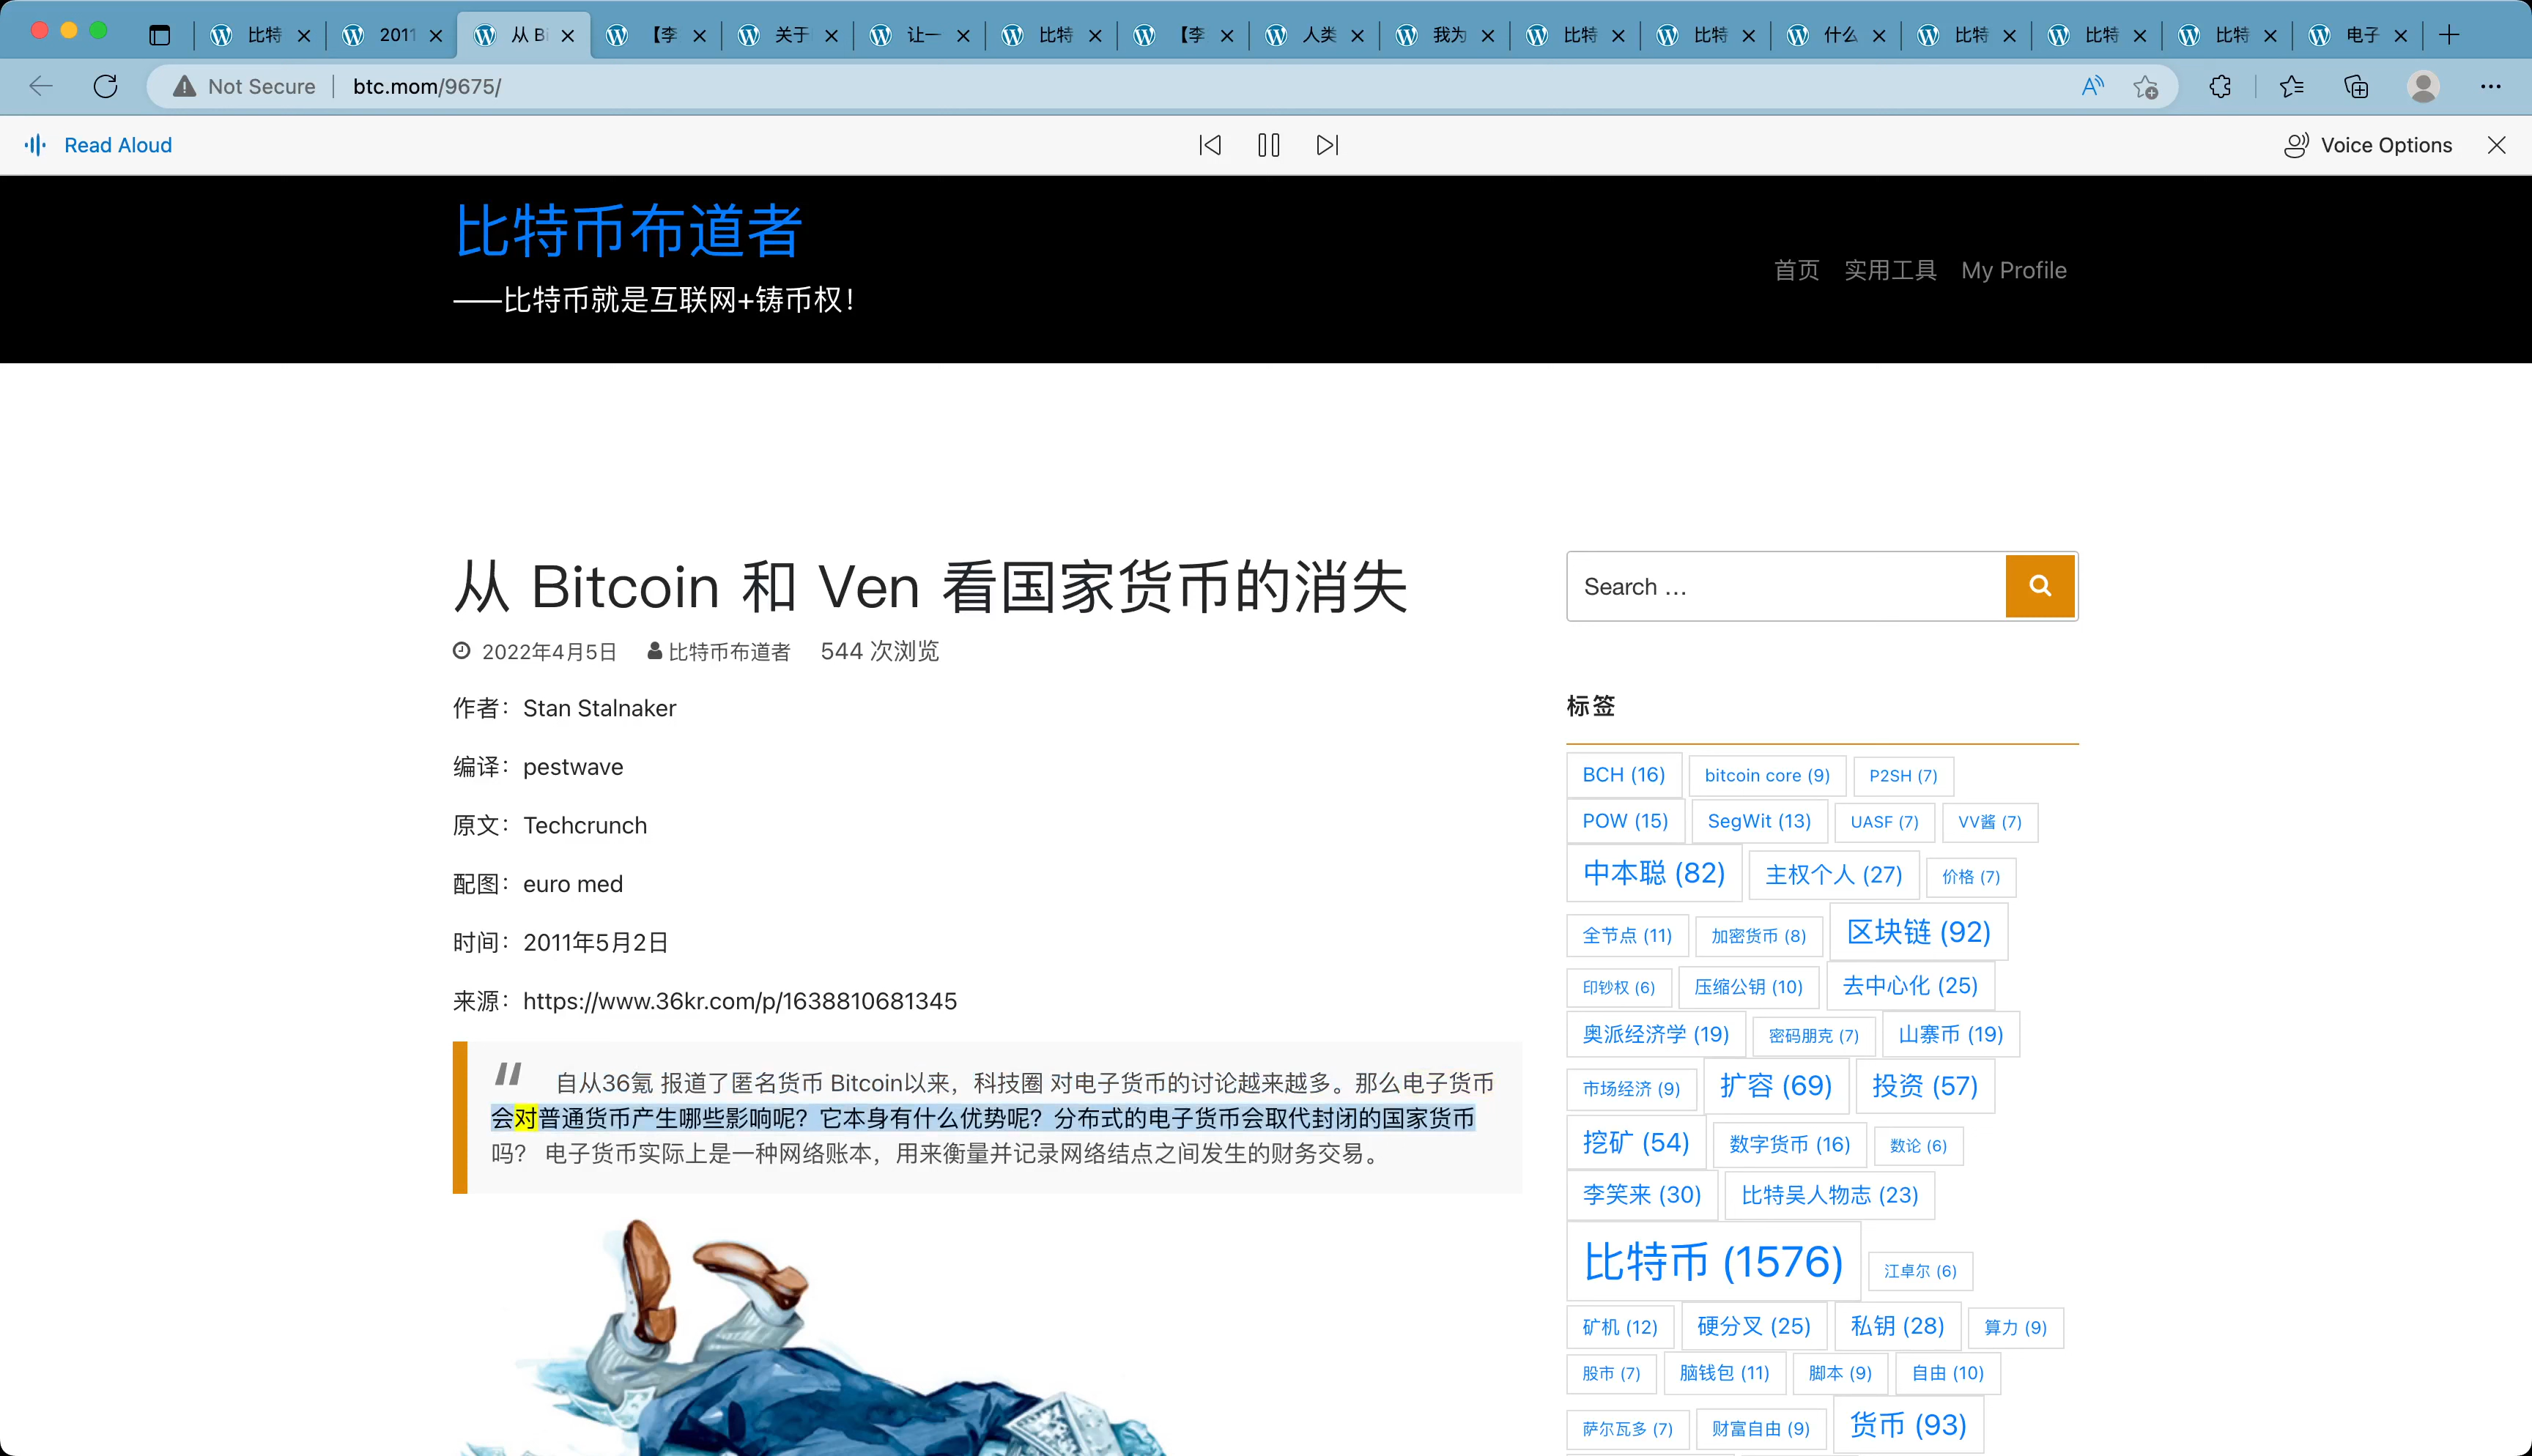 比特
2011
从 Bi
【李
关于
让一
比特
【李
人类
我为
比特
比特
什么
比特
比特
比特
电子
Not Secure
btc.mom/9675/
Read Aloud
Voice Options
比特币布道者
——比特币就是互联网+铸币权！
首页
实用工具
My Profile
从 Bitcoin 和 Ven 看国家货币的消失
2022年4月5日
比特币布道者
544 次浏览
作者：Stan Stalnaker
编译：pestwave
原文：Techcrunch
配图：euro med
时间：2011年5月2日
来源：https://www.36kr.com/p/1638810681345
自从36氪 报道了匿名货币 Bitcoin以来，科技圈 对电子货币的讨论越来越多。那么电子货币
会对普通货币产生哪些影响呢？它本身有什么优势呢？分布式的电子货币会取代封闭的国家货币
吗？ 电子货币实际上是一种网络账本，用来衡量并记录网络结点之间发生的财务交易。
Search …
标签
BCH (16) bitcoin core (9) P2SH (7)
POW (15) SegWit (13) UASF (7) VV酱 (7)
中本聪 (82) 主权个人 (27) 价格 (7)
全节点 (11) 加密货币 (8) 区块链 (92)
印钞权 (6) 压缩公钥 (10) 去中心化 (25)
奥派经济学 (19) 密码朋克 (7) 山寨币 (19)
市场经济 (9) 扩容 (69) 投资 (57)
挖矿 (54) 数字货币 (16) 数论 (6)
李笑来 (30) 比特吴人物志 (23)
比特币 (1576) 江卓尔 (6)
矿机 (12) 硬分叉 (25) 私钥 (28) 算力 (9)
股市 (7) 脑钱包 (11) 脚本 (9) 自由 (10)
萨尔瓦多 (7) 财富自由 (9) 货币 (93)